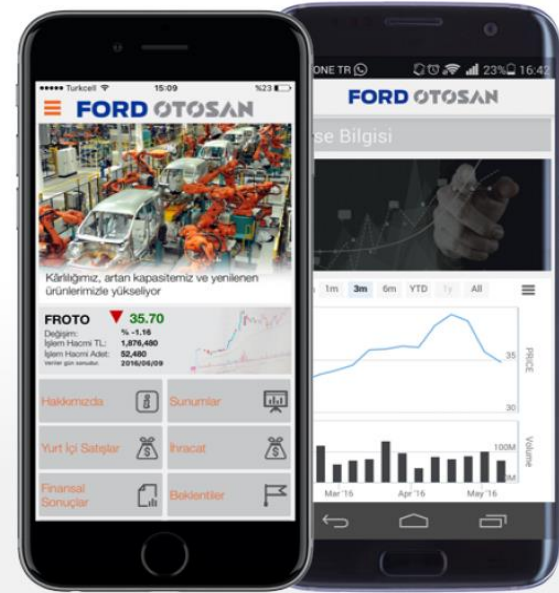 Turkcell 15:09 %23
FORD OTOSAN
Kârlılığımız, artan kapasitemiz ve yenilenen
ürünlerimizle yükseliyor
FROTO 35.70
Değişim: % -1.16
İşlem Hacmi TL: 1,876,480
İşlem Hacmi Adet: 52,480
Veriler gün sonudur. 2016/06/09
Hakkımızda
Sunumlar
Yurt İçi Satışlar
İhracat
Finansal
Sonuçlar
Beklentiler
ONE TR 23% 16:42
FORD OTOSAN
se Bilgisi
1m 3m 6m YTD 1y All
35
PRICE
30
100M
Volume
Mar '16 Apr '16 May '16